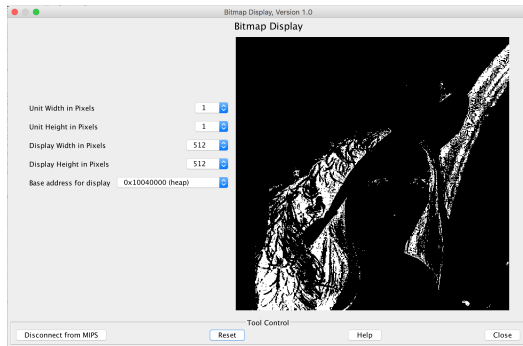 Bitmap Display, Version 1.0
Bitmap Display
Unit Width in Pixels 1
Unit Height in Pixels 1
Display Width in Pixels 512
Display Height in Pixels 512
Base address for display 0x10040000 (heap)
Tool Control
Disconnect from MIPS Reset Help Close